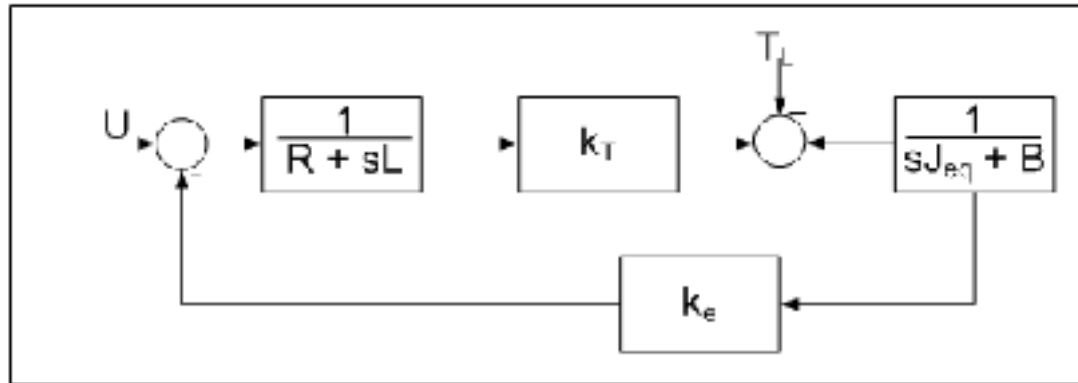 T_L
U
-
-
1
R + sL
k_T
1
sJ_eq + B
k_e